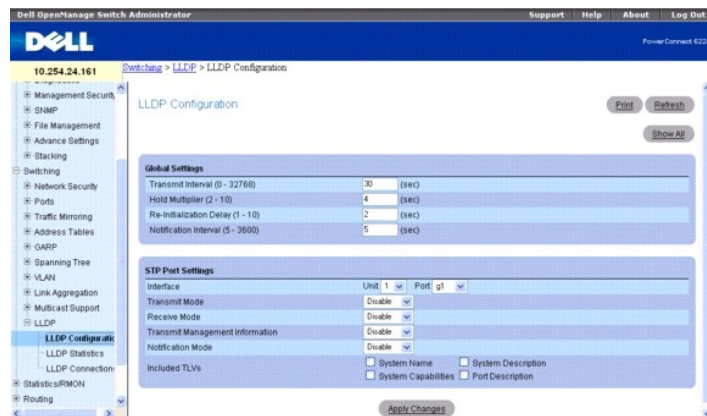 Dell OpenManage Switch Administrator Support Help About Log Out
DELL
PowerConnect 622
10.254.24.161
Switching > LLDP > LLDP Configuration
Management Securit
SNMP
File Management
Advance Settings
Stacking
Switching
Network Security
Ports
Traffic Mirroring
Address Tables
GARP
Spanning Tree
VLAN
Link Aggregation
Multicast Support
LLDP
LLDP Configuratic
LLDP Statistics
LLDP Connection
Statistics/RMON
Routing
LLDP Configuration
Print Refresh
Show All
Global Settings
Transmit Interval (0 - 32768) 30 (sec)
Hold Multiplier (2 - 10) 4 (sec)
Re-Initialization Delay (1 - 10) 2 (sec)
Notification Interval (5 - 3600) 5 (sec)
STP Port Settings
Interface Unit 1 Port g1
Transmit Mode Disable
Receive Mode Disable
Transmit Management Information Disable
Notification Mode Disable
Included TLVs System Name System Description
System Capabilities Port Description
Apply Changes